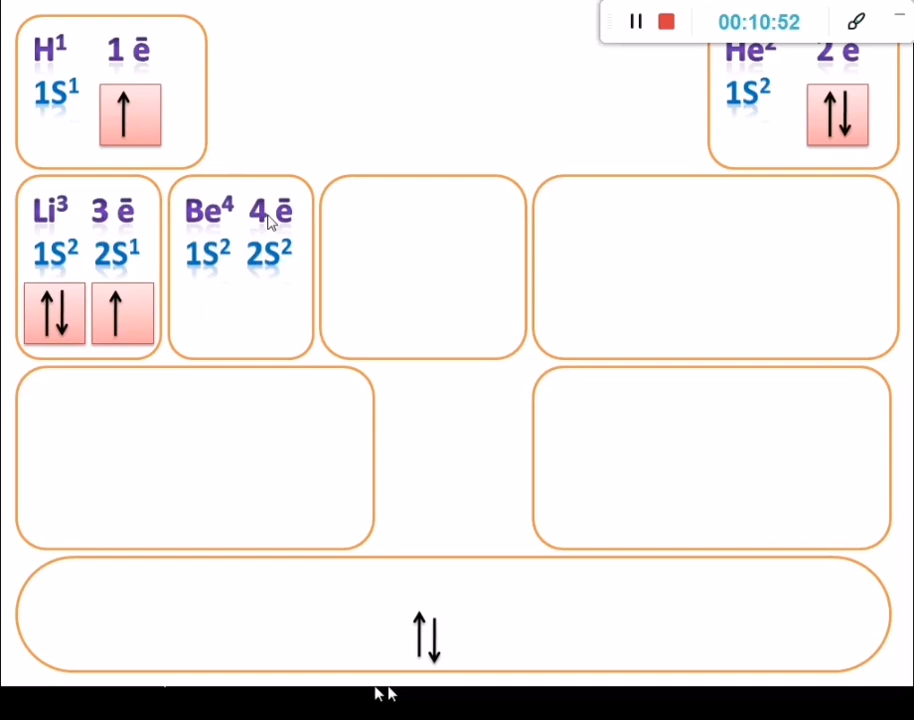 00:10:52
H¹ 1 ē
1S¹ ↑
He² 2 e
1S² ↑↓
Li³ 3 ē
1S² 2S¹
↑↓ ↑
Be⁴ 4 ē
1S² 2S²
↑↓